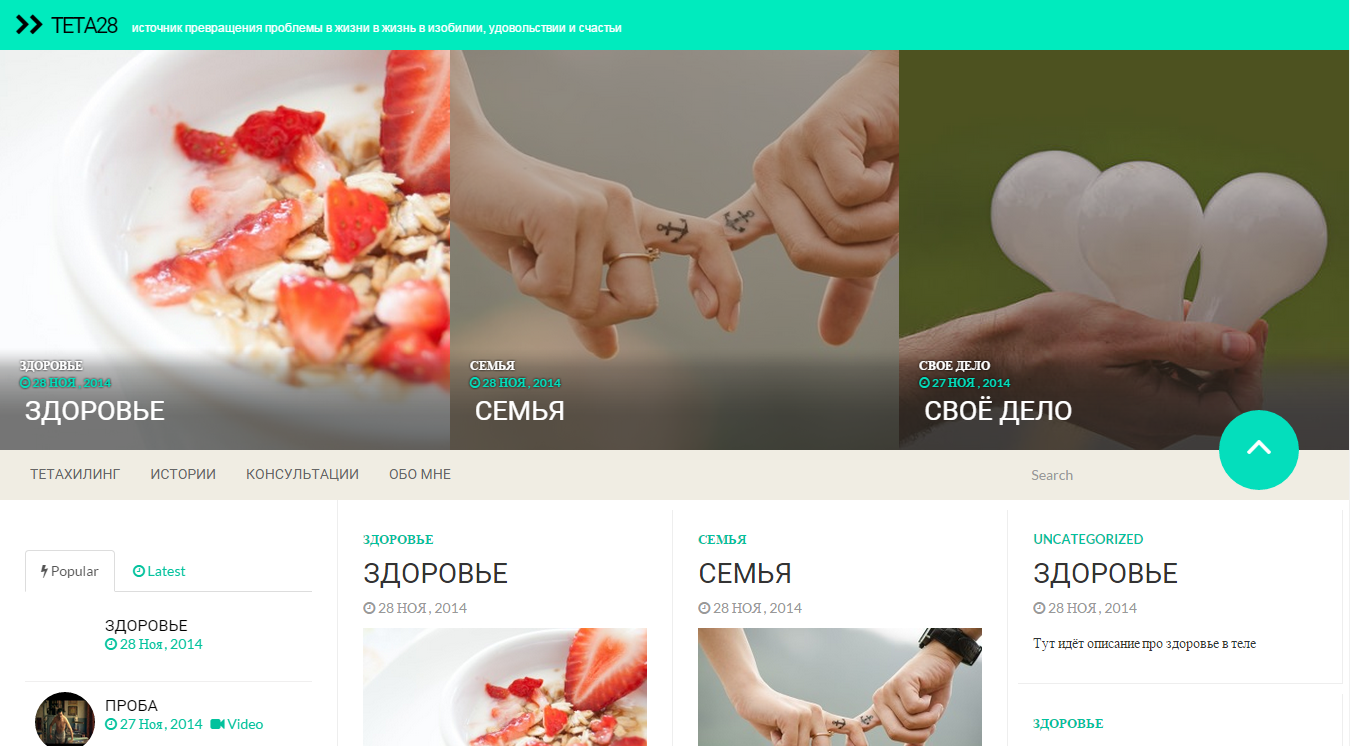 ТЕТА28 источник превращения проблемы в жизни в жизнь в изобилии, удовольствии и счастьи
ЗДОРОВЬЕ
28 НОЯ , 2014
ЗДОРОВЬЕ
СЕМЬЯ
28 НОЯ , 2014
СЕМЬЯ
СВОЕ ДЕЛО
27 НОЯ , 2014
СВОЁ ДЕЛО
ТЕТАХИЛИНГ ИСТОРИИ КОНСУЛЬТАЦИИ ОБО МНЕ Search
Popular Latest
ЗДОРОВЬЕ
28 Ноя , 2014
ПРОБА
27 Ноя , 2014 Video
ЗДОРОВЬЕ
ЗДОРОВЬЕ
28 НОЯ , 2014
СЕМЬЯ
СЕМЬЯ
28 НОЯ , 2014
UNCATEGORIZED
ЗДОРОВЬЕ
28 НОЯ , 2014
Тут идёт описание про здоровье в теле
ЗДОРОВЬЕ